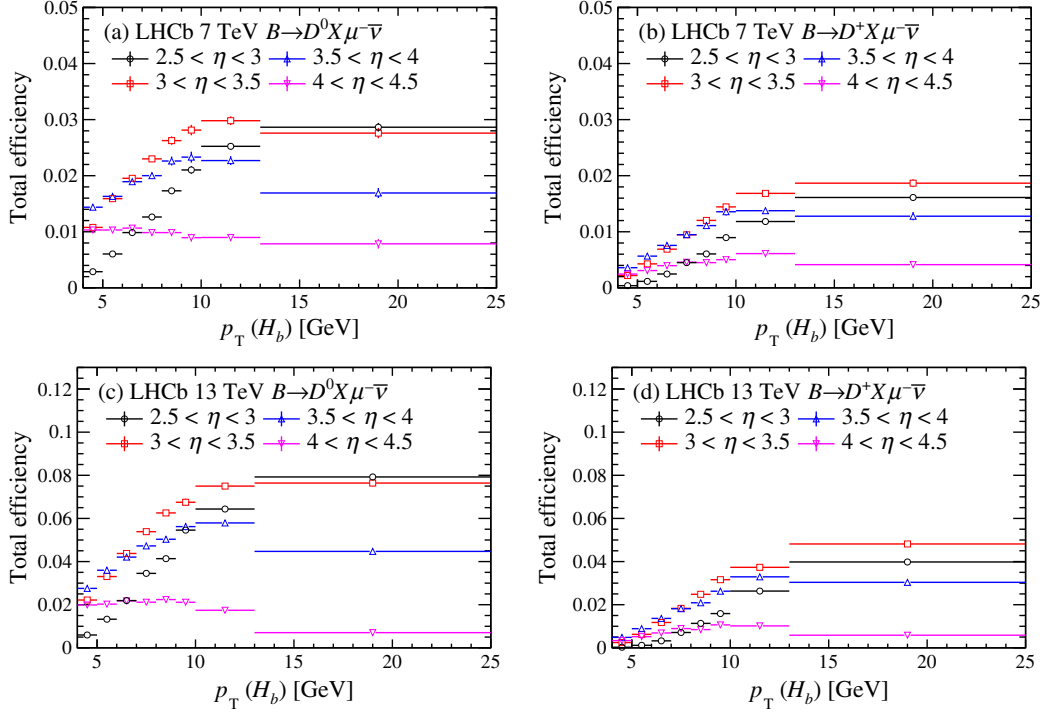 (a) LHCb 7 TeV B→D⁰Xμ⁻ν̅
2.5 < η < 3
3.5 < η < 4
3 < η < 3.5
4 < η < 4.5
Total efficiency
0.05
0.04
0.03
0.02
0.01
0
5
10
15
20
25
p_T (H_b) [GeV]
(b) LHCb 7 TeV B→D⁺Xμ⁻ν̅
2.5 < η < 3
3.5 < η < 4
3 < η < 3.5
4 < η < 4.5
Total efficiency
0.05
0.04
0.03
0.02
0.01
0
5
10
15
20
25
p_T (H_b) [GeV]
(c) LHCb 13 TeV B→D⁰Xμ⁻ν̅
2.5 < η < 3
3.5 < η < 4
3 < η < 3.5
4 < η < 4.5
Total efficiency
0.12
0.1
0.08
0.06
0.04
0.02
0
5
10
15
20
25
p_T (H_b) [GeV]
(d) LHCb 13 TeV B→D⁺Xμ⁻ν̅
2.5 < η < 3
3.5 < η < 4
3 < η < 3.5
4 < η < 4.5
Total efficiency
0.12
0.1
0.08
0.06
0.04
0.02
0
5
10
15
20
25
p_T (H_b) [GeV]